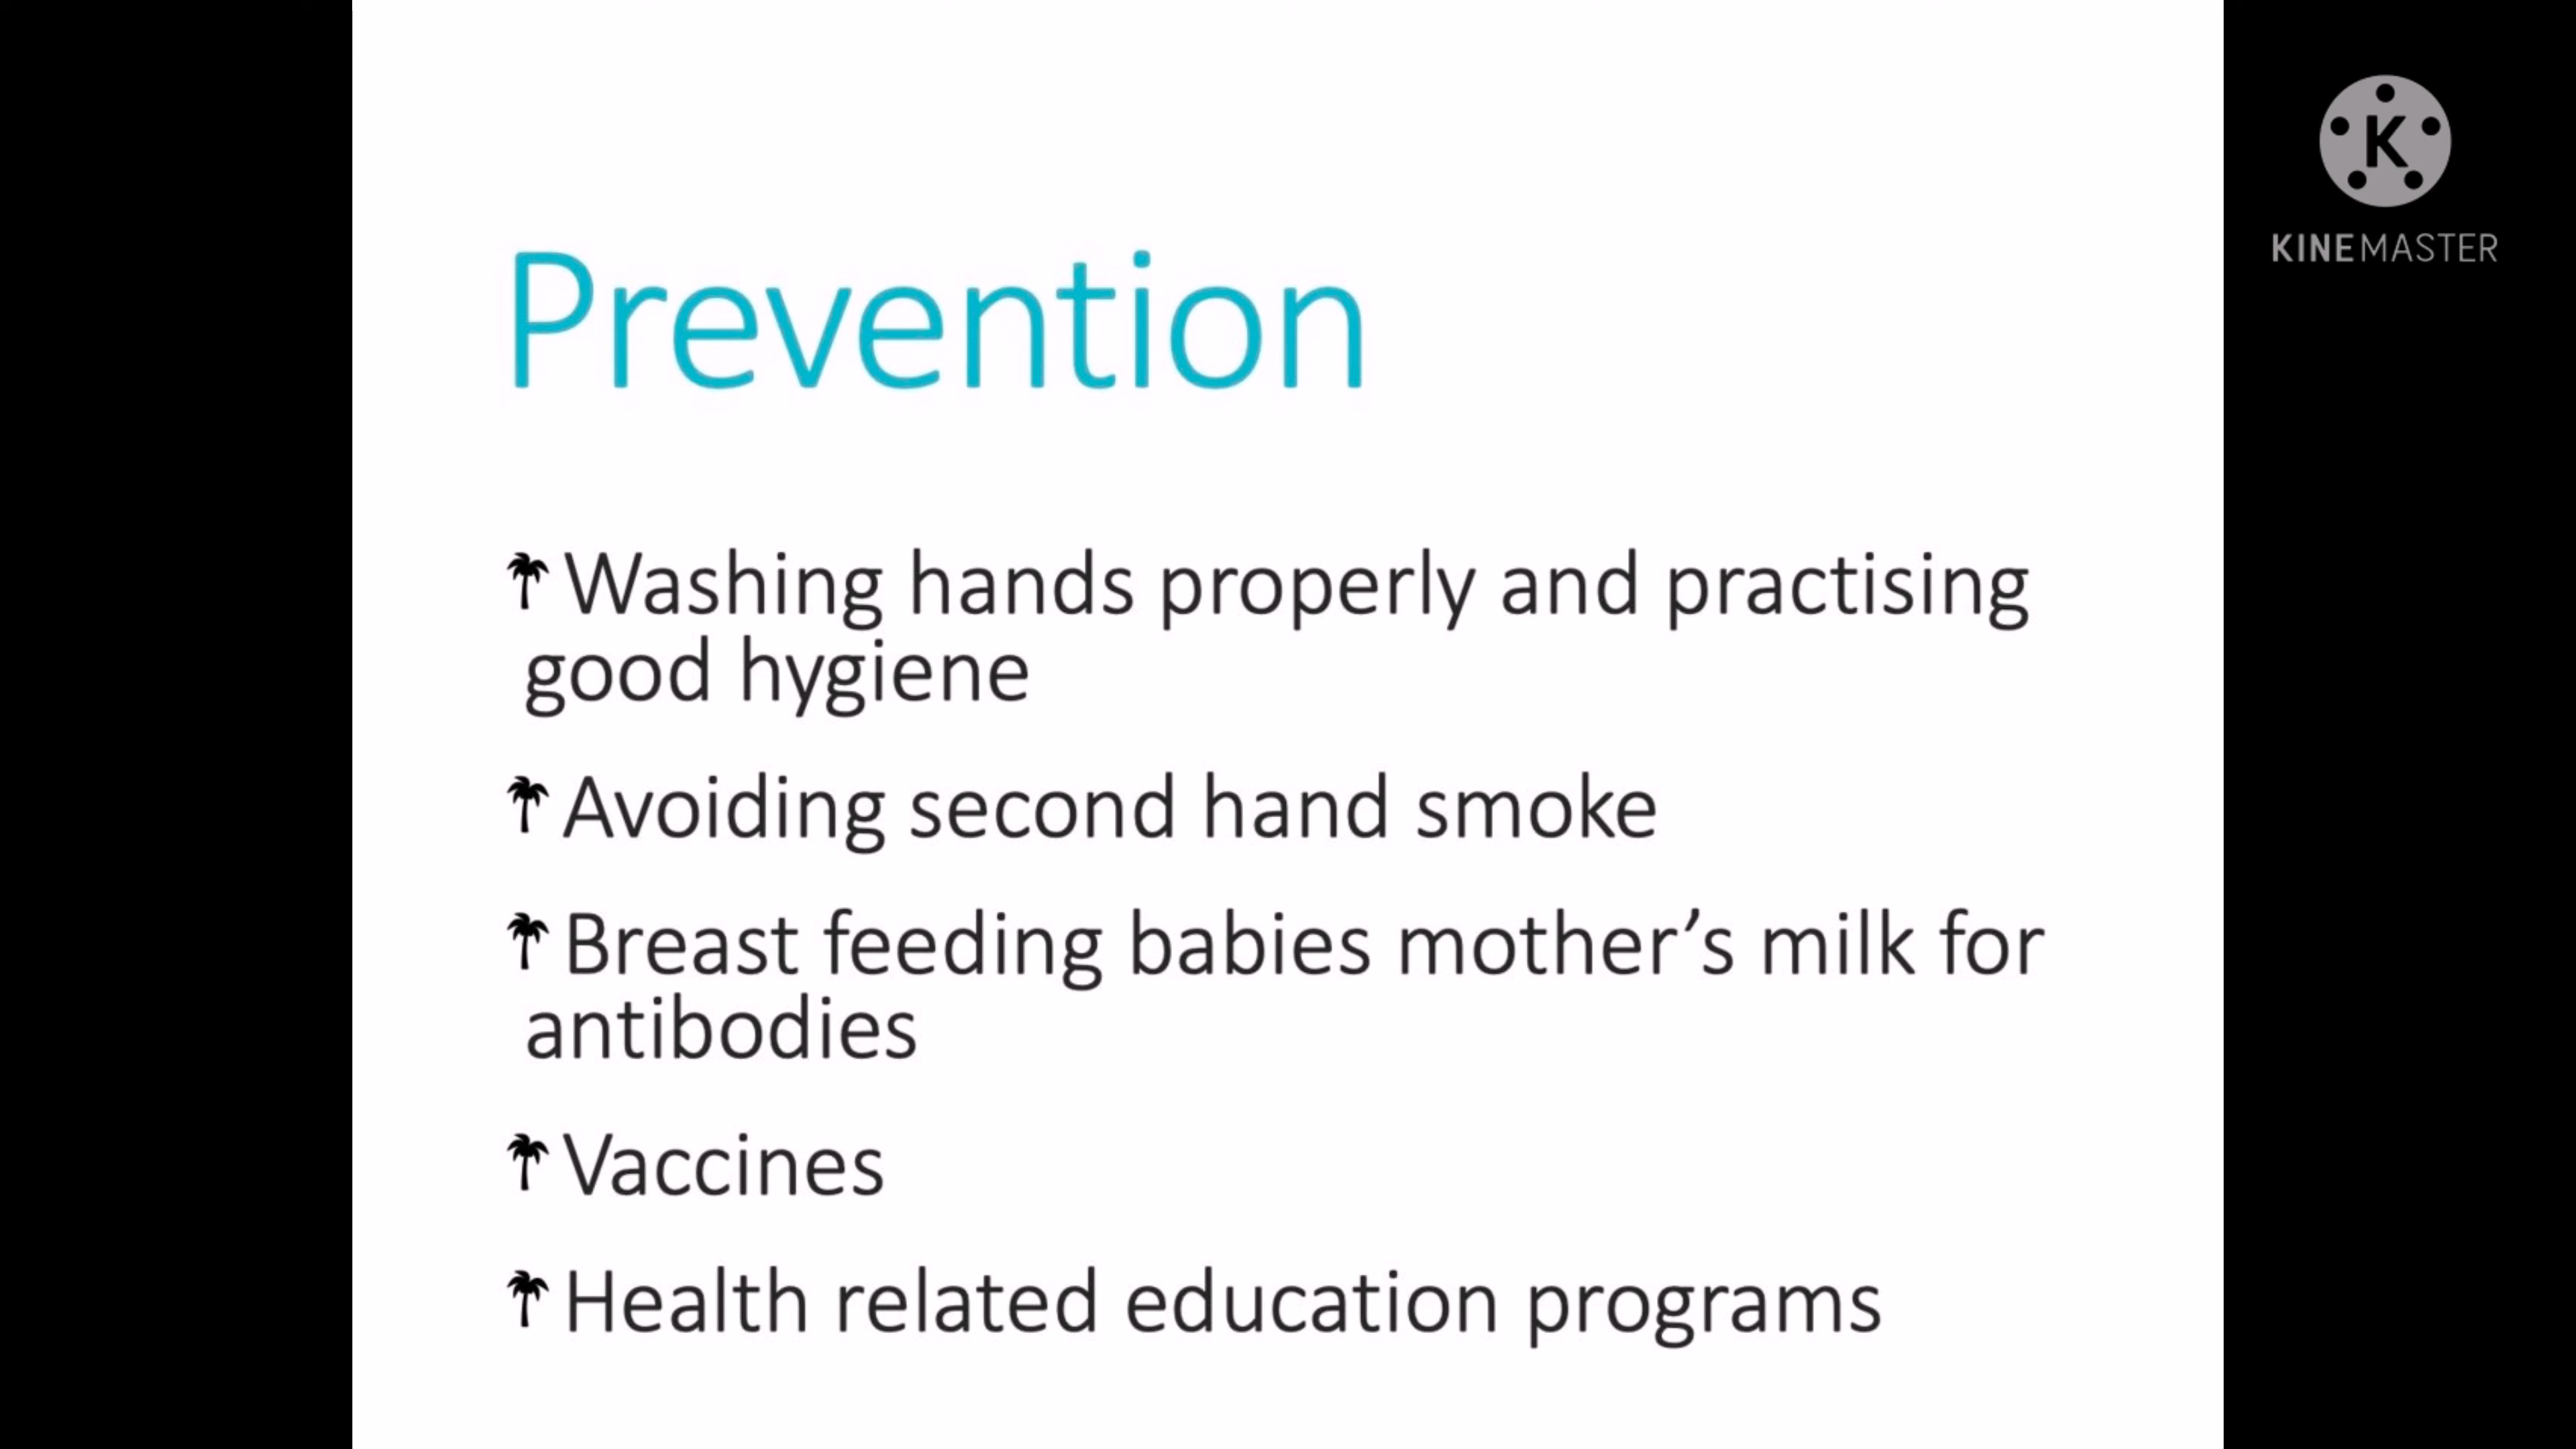 K
KINEMASTER
Prevention
Washing hands properly and practising
good hygiene
Avoiding second hand smoke
Breast feeding babies mother’s milk for
antibodies
Vaccines
Health related education programs